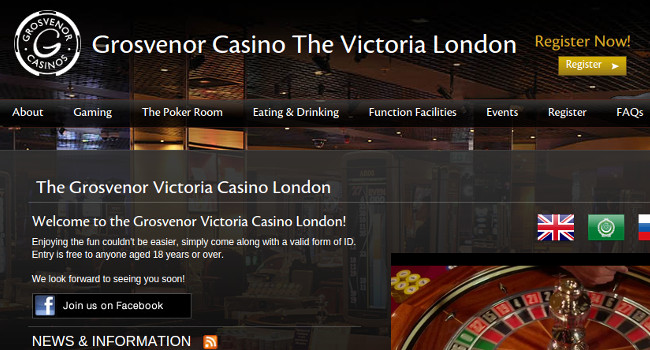 GROSVENOR
G
CASINOS
Grosvenor Casino The Victoria London
Register Now!
Register
About Gaming The Poker Room Eating & Drinking Function Facilities Events Register FAQs
The Grosvenor Victoria Casino London
Welcome to the Grosvenor Victoria Casino London!
Enjoying the fun couldn't be easier, simply come along with a valid form of ID.
Entry is free to anyone aged 18 years or over.
We look forward to seeing you soon!
f Join us on Facebook
NEWS & INFORMATION